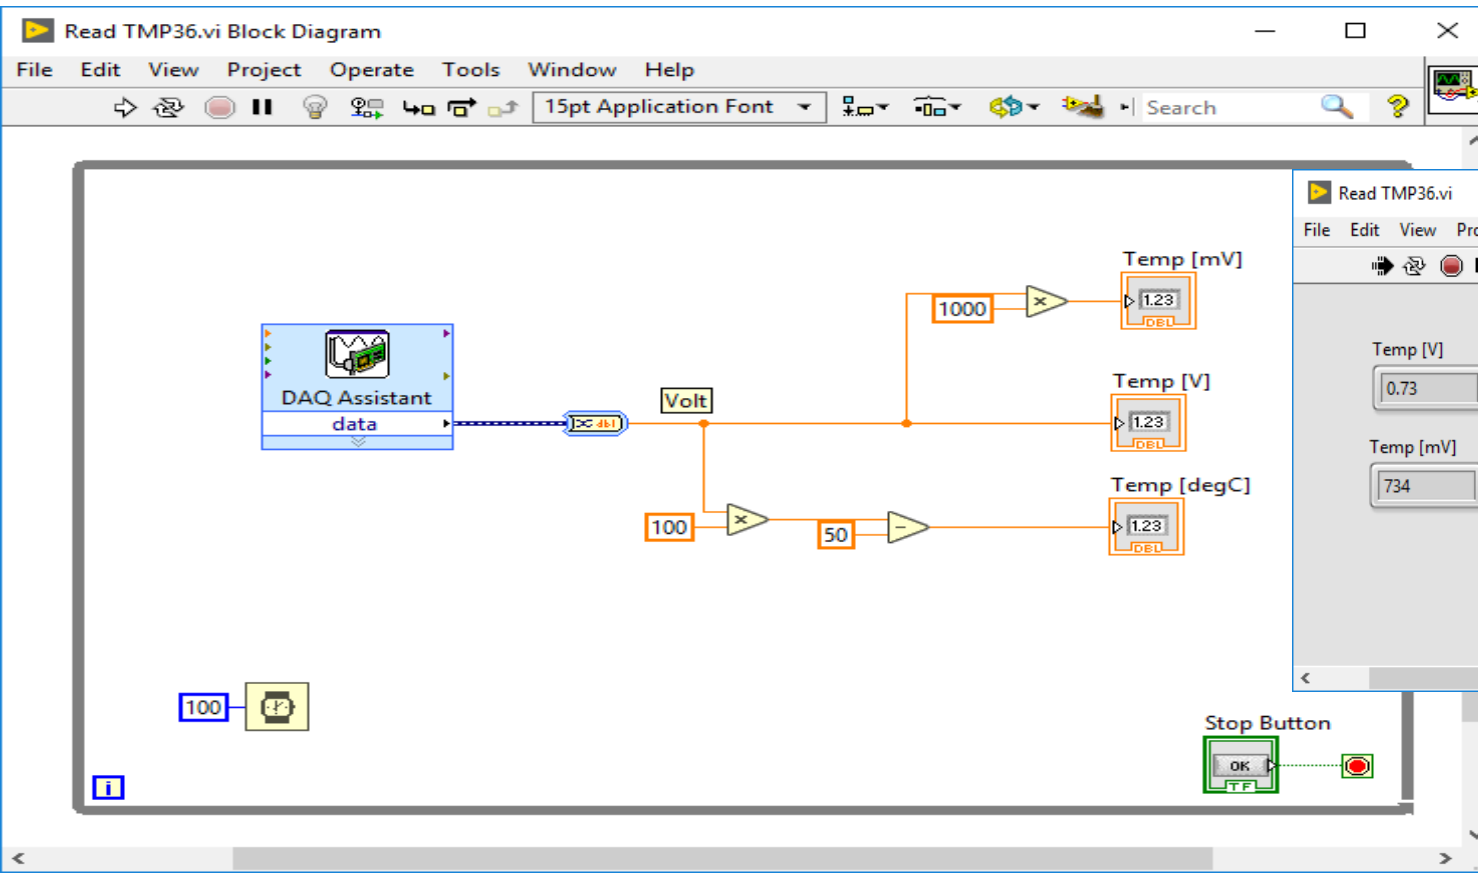 Read TMP36.vi Block Diagram
File Edit View Project Operate Tools Window Help
15pt Application Font
Search
Read TMP36.vi
File Edit View Pro
Temp [V]
0.73
Temp [mV]
734
Temp [mV]
1000
1.23
DBL
DAQ Assistant
data
Volt
dbl
Temp [V]
1.23
DBL
Temp [degC]
100
50
1.23
DBL
100
Stop Button
OK
TF
i